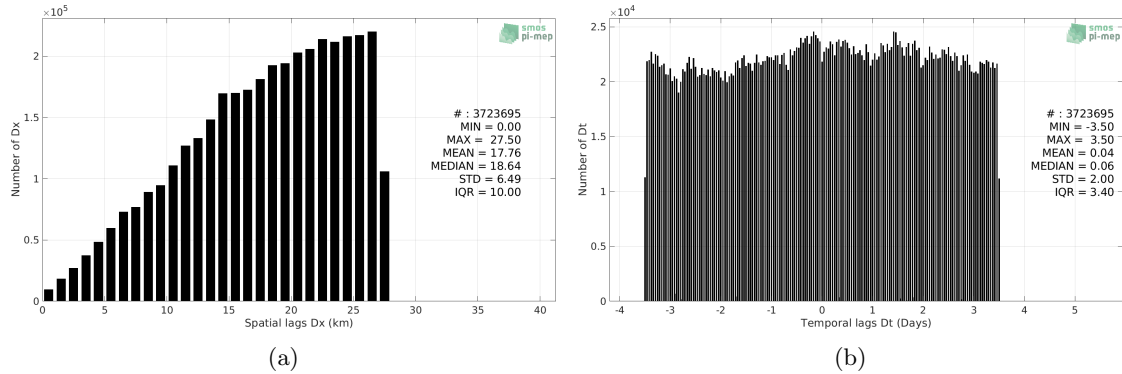 ×10⁵
2
1.5
1
0.5
0
Number of Dx
0
5
10
15
20
25
30
35
40
Spatial lags Dx (km)
smos
pi-mep
# : 3723695
MIN = 0.00
MAX = 27.50
MEAN = 17.76
MEDIAN = 18.64
STD = 6.49
IQR = 10.00
(a)
×10⁴
2.5
2
1.5
1
0.5
0
Number of Dt
-4
-3
-2
-1
0
1
2
3
4
5
Temporal lags Dt (Days)
smos
pi-mep
# : 3723695
MIN = -3.50
MAX = 3.50
MEAN = 0.04
MEDIAN = 0.06
STD = 2.00
IQR = 3.40
(b)